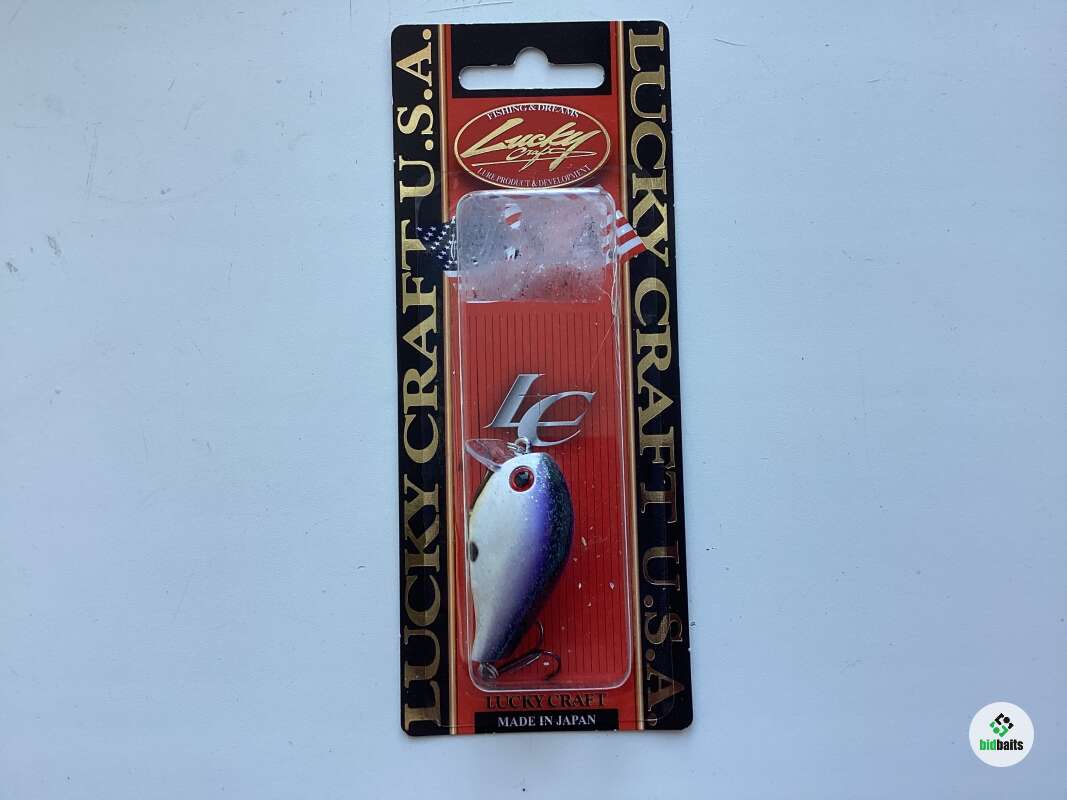 LUCKY CRAFT U.S.A.
LUCKY CRAFT U.S.A.
FISHING & DREAMS
Lucky
Craft
LURE PRODUCT & DEVELOPMENT
LC
LUCKY CRAFT
MADE IN JAPAN
bidbaits